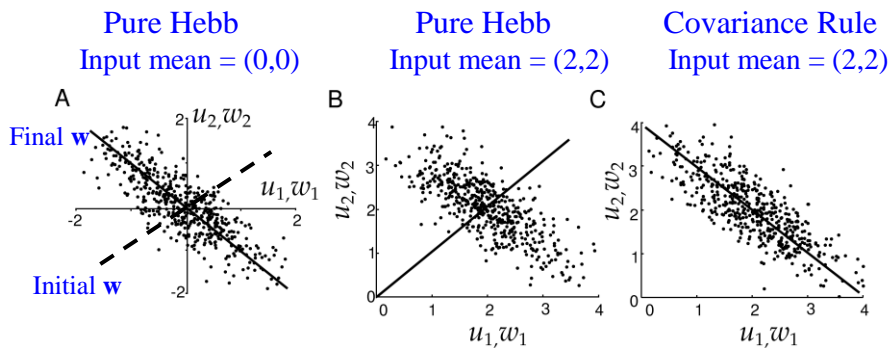 Pure Hebb
Input mean = (0,0)
Pure Hebb
Input mean = (2,2)
Covariance Rule
Input mean = (2,2)
A
2
u₂,w₂
Final w
u₁,w₁
-2
2
Initial w
-2
B
4
3
2
1
0
u₂,w₂
0
1
2
3
4
u₁,w₁
C
4
3
2
1
0
u₂,w₂
0
1
2
3
4
u₁,w₁